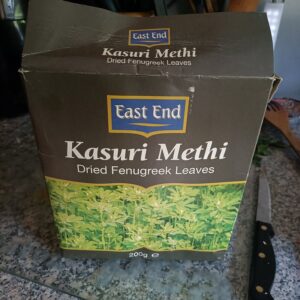 East End
Kasuri Methi
Dried Fenugreek Leaves
East End
Kasuri Methi
Dried Fenugreek Leaves
200g e